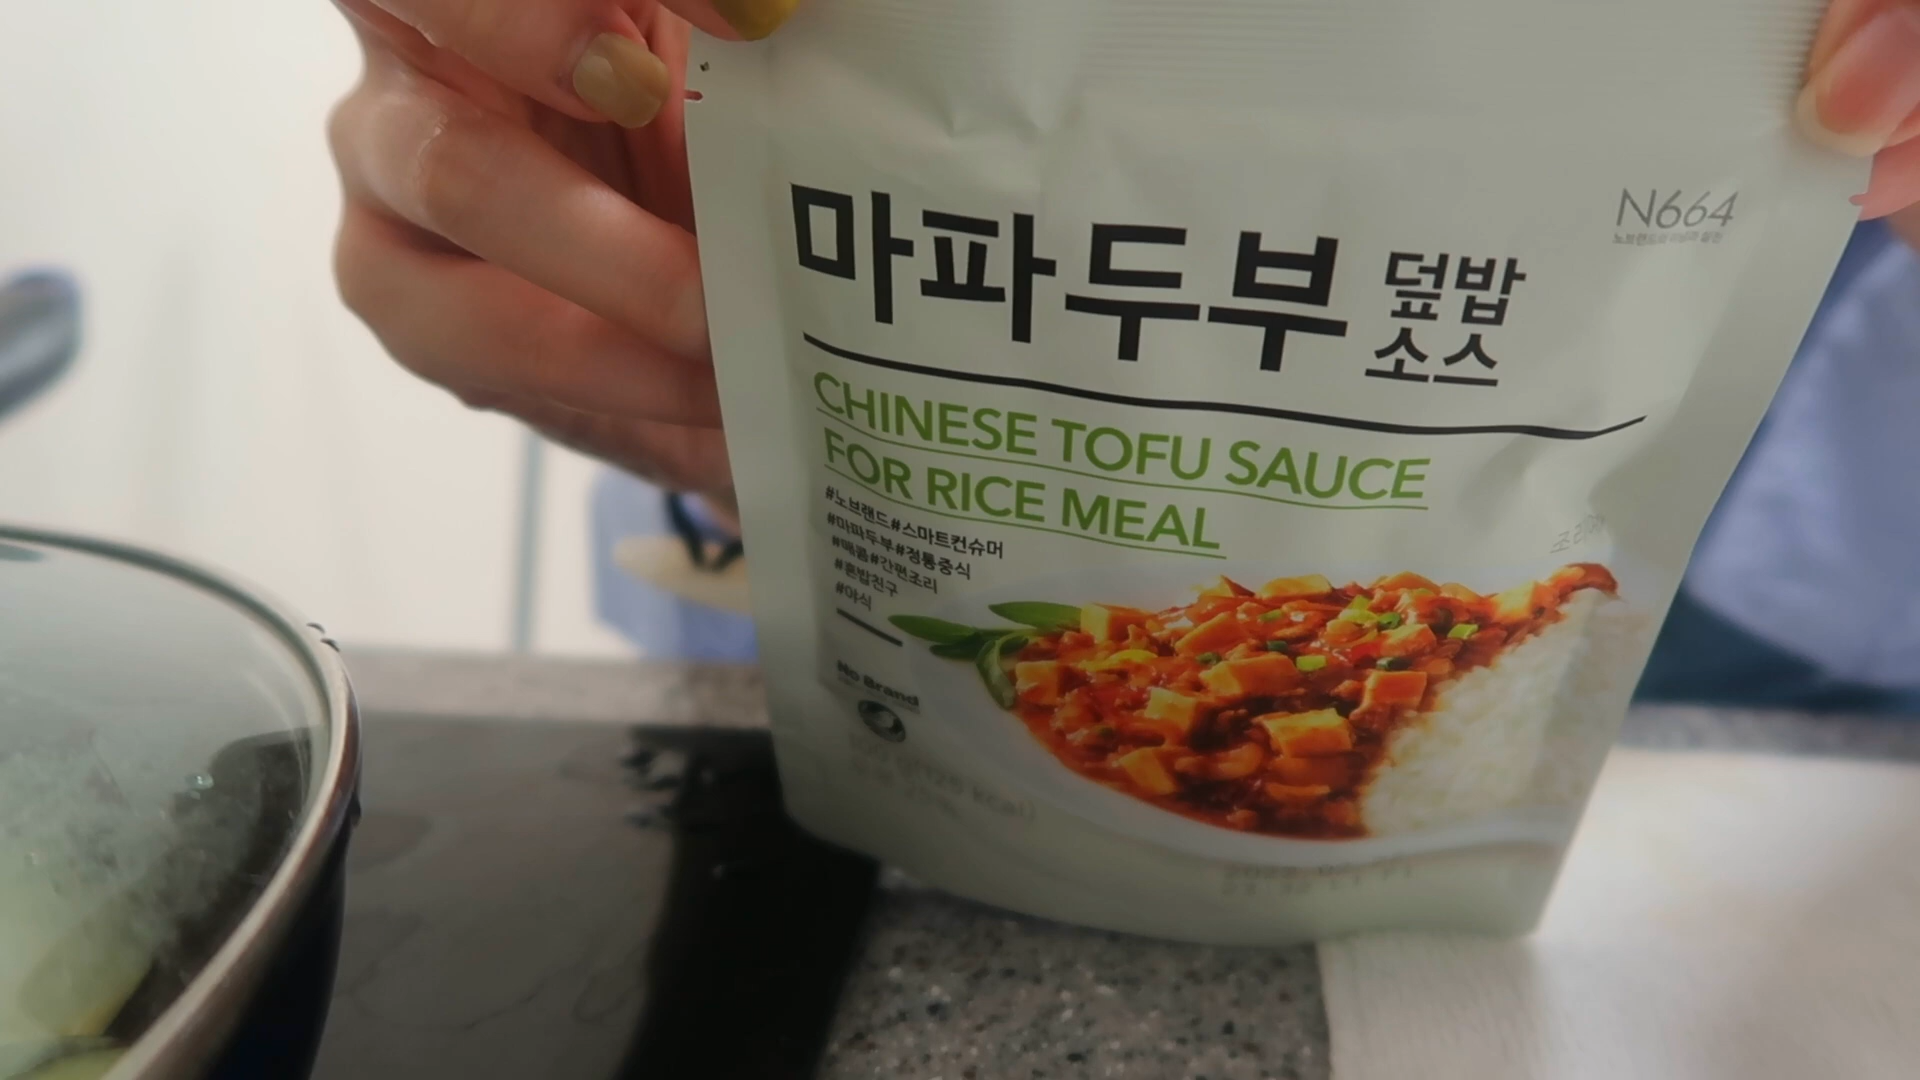 마파두부 덮밥 소스
N664
CHINESE TOFU SAUCE
FOR RICE MEAL
#노브랜드#스마트컨슈머
#마파두부#정통중식
#매콤#간편조리
#혼밥친구
#야식
No Brand